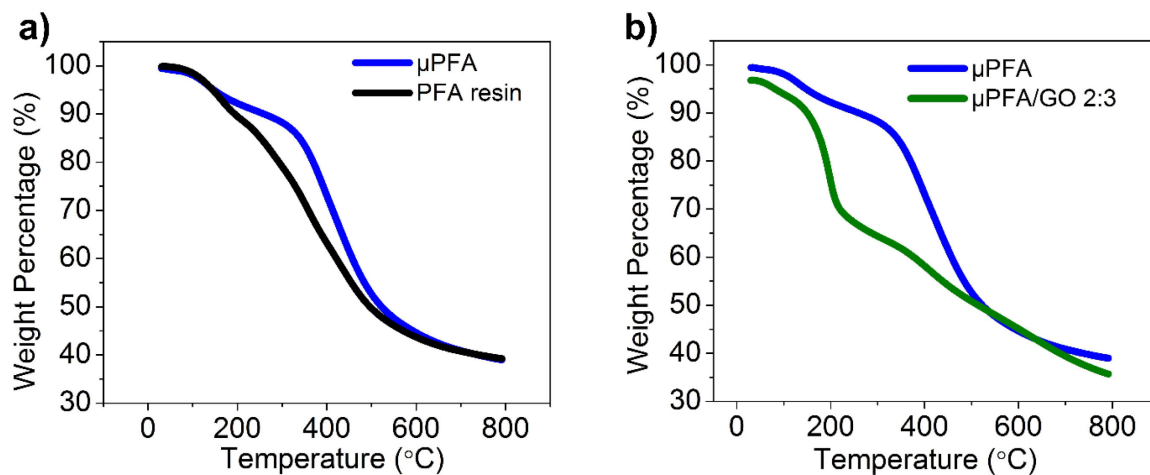 a)
μPFA
PFA resin
Weight Percentage (%)
100
90
80
70
60
50
40
30
0 200 400 600 800
Temperature (°C)
b)
μPFA
μPFA/GO 2:3
Weight Percentage (%)
100
90
80
70
60
50
40
30
0 200 400 600 800
Temperature (°C)